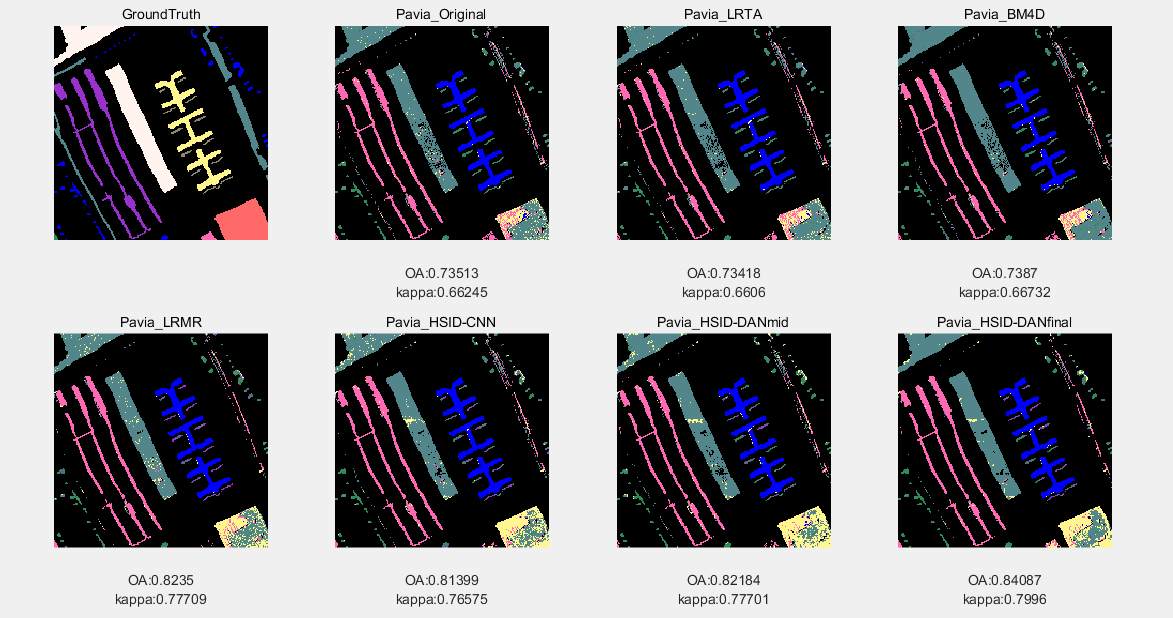 GroundTruth
Pavia_Original
Pavia_LRTA
Pavia_BM4D
OA:0.73513
kappa:0.66245
OA:0.73418
kappa:0.6606
OA:0.7387
kappa:0.66732
Pavia_LRMR
Pavia_HSID-CNN
Pavia_HSID-DANmid
Pavia_HSID-DANfinal
OA:0.8235
kappa:0.77709
OA:0.81399
kappa:0.76575
OA:0.82184
kappa:0.77701
OA:0.84087
kappa:0.7996